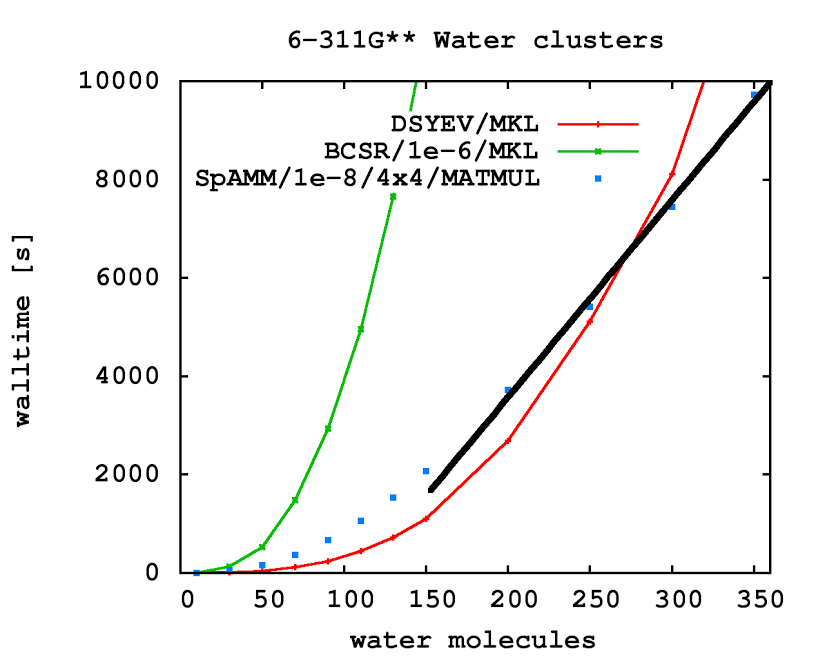 6-311G** Water clusters
10000
8000
6000
4000
2000
0
walltime [s]
DSYEV/MKL
BCSR/1e-6/MKL
SpAMM/1e-8/4x4/MATMUL
0 50 100 150 200 250 300 350
water molecules